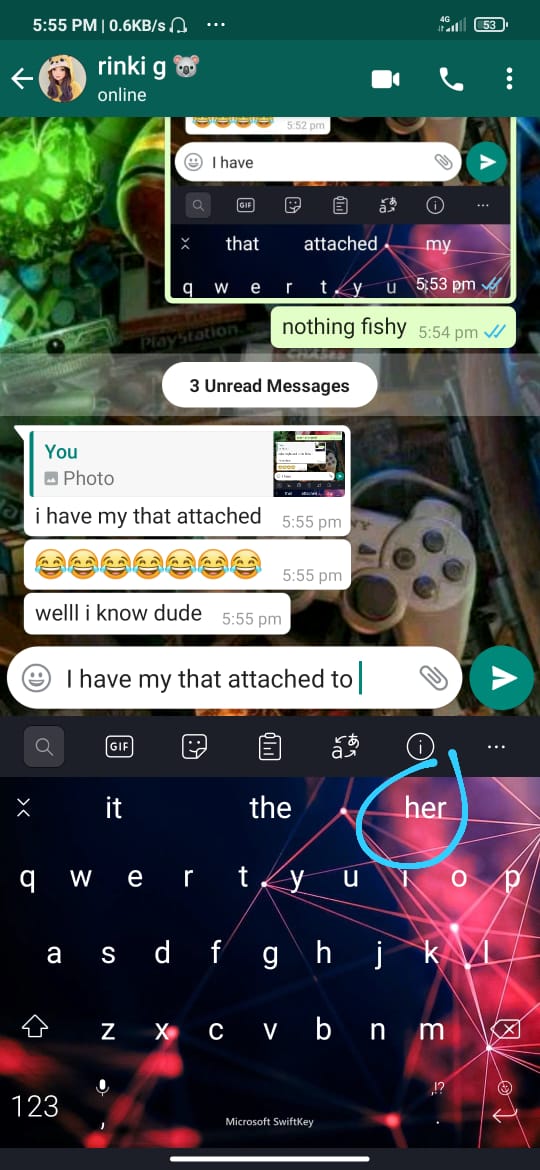 5:55 PM | 0.6KB/s ...
4G 53
rinki g 🐨
online
😂😂😂😂 5:52 pm
I have
GIF ...
that attached my
q w e r t y u 5:53 pm
PlayStation
nothing fishy 5:54 pm
3 Unread Messages
You
Photo
i have my that attached 5:55 pm
😂😂😂😂😂😂😂 5:55 pm
welll i know dude 5:55 pm
I have my that attached to
GIF ...
it the her
q w e r t y u i o p
a s d f g h j k l
z x c v b n m
123 , Microsoft SwiftKey ,!? .